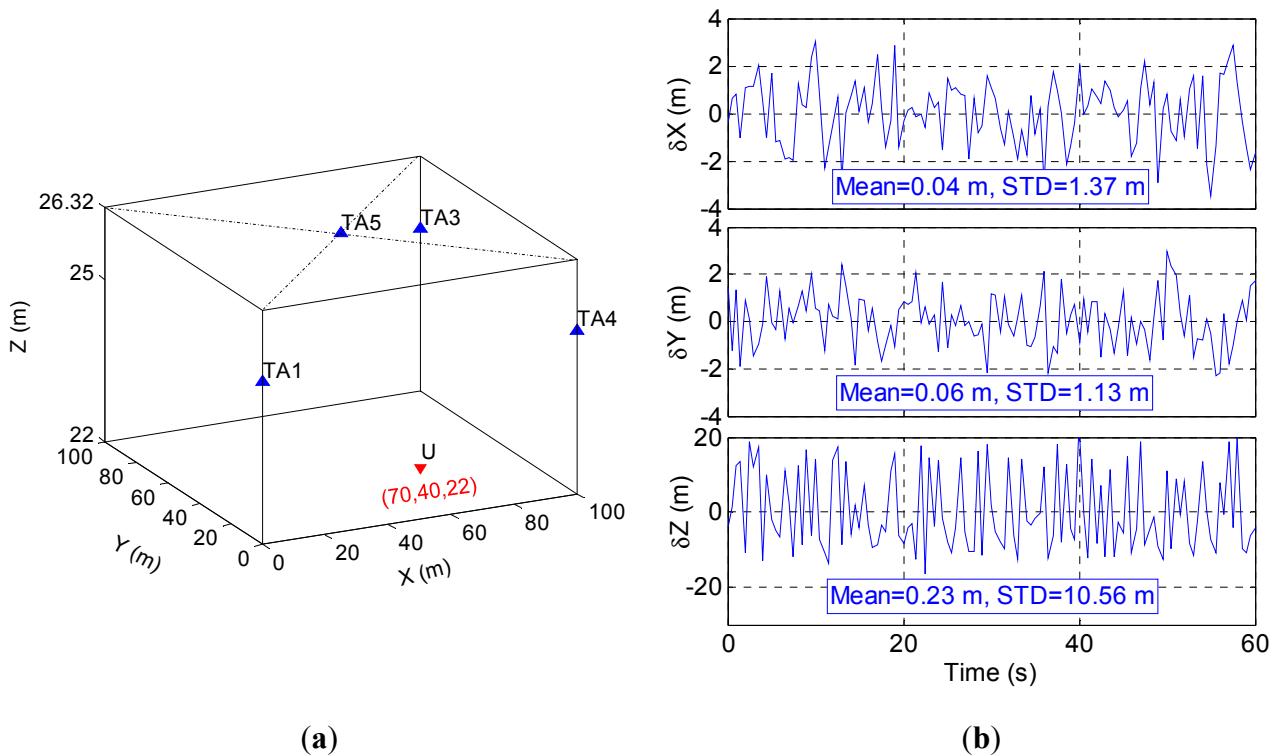 26.32
25
22
Z (m)
TA5
TA3
TA4
TA1
U
(70,40,22)
100
80
60
40
20
0
Y (m)
0
20
40
60
80
100
X (m)
(a)
4
2
0
-2
-4
δX (m)
Mean=0.04 m, STD=1.37 m
4
2
0
-2
-4
δY (m)
Mean=0.06 m, STD=1.13 m
20
0
-20
δZ (m)
Mean=0.23 m, STD=10.56 m
0
20
40
60
Time (s)
(b)